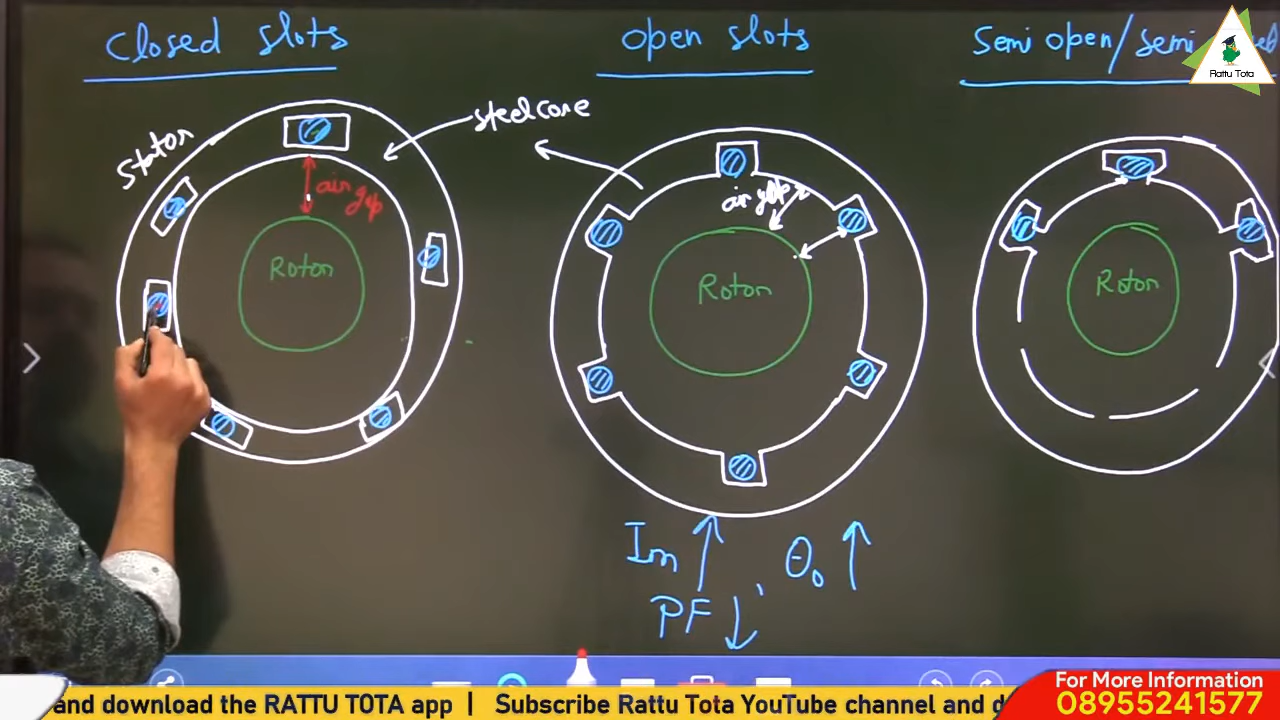 Closed slots
open slots
Semi open/semi
Rattu Tota
stator
steel core
air gap
air gap
Rotor
Rotor
Rotor
Im ↑ , θ₀ ↑
PF ↓
and download the RATTU TOTA app | Subscribe Rattu Tota YouTube channel and d
For More Information
08955241577